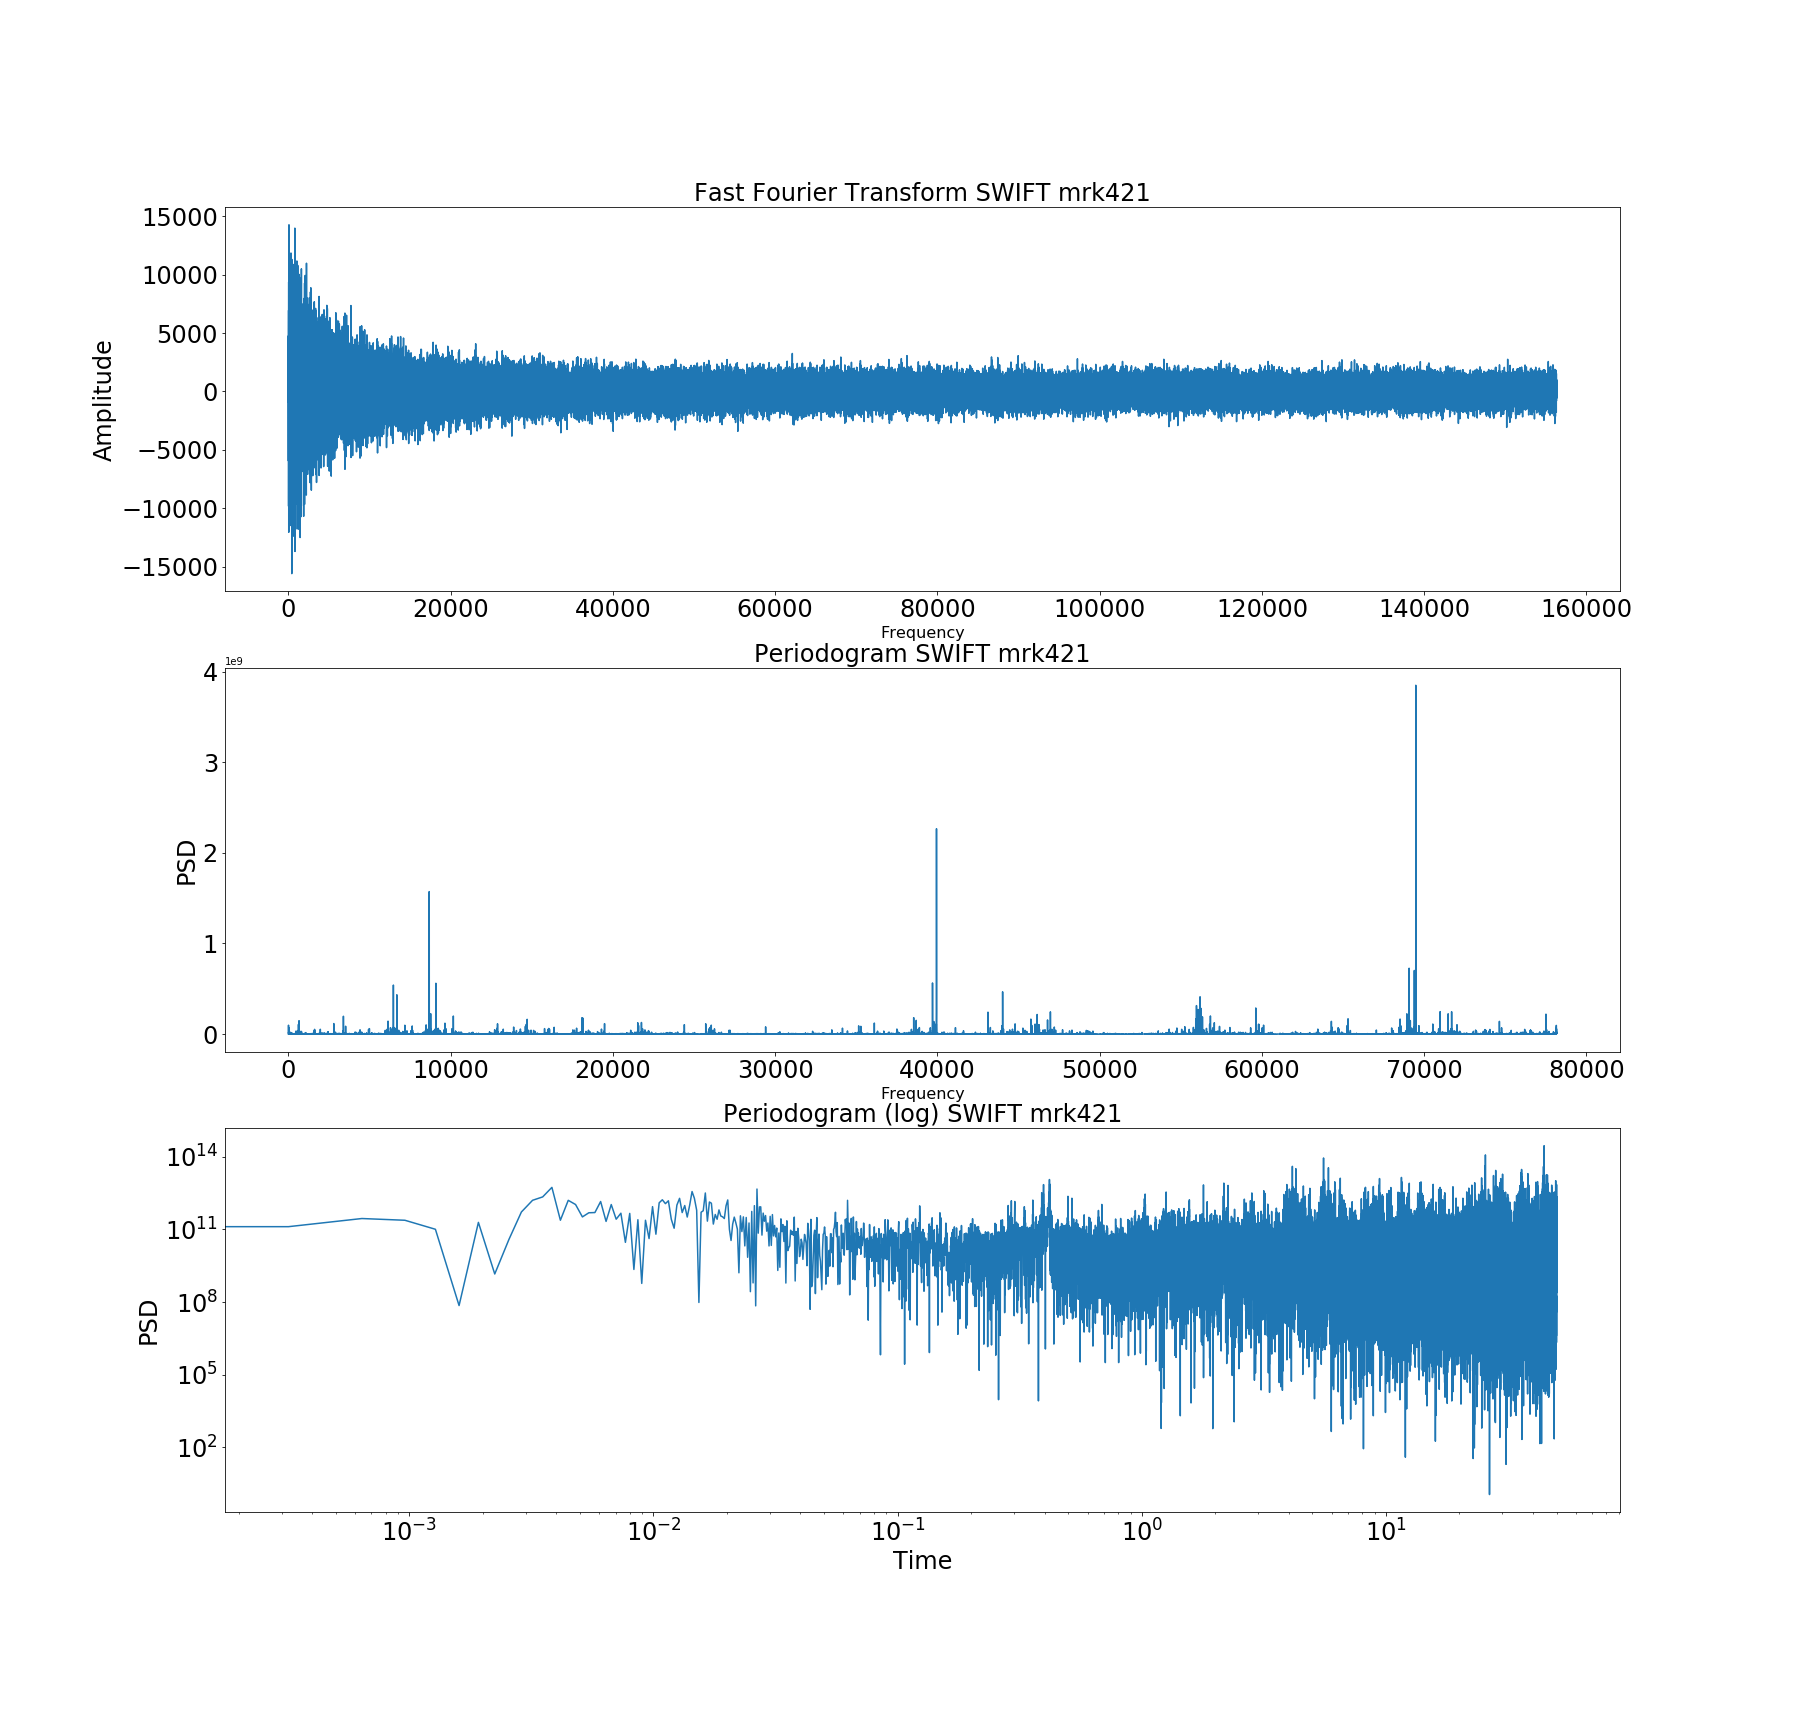 Fast Fourier Transform SWIFT mrk421
15000
10000
5000
0
−5000
−10000
−15000
Amplitude
0 20000 40000 60000 80000 100000 120000 140000 160000
Frequency
Periodogram SWIFT mrk421
1e9
4
3
2
1
0
PSD
0 10000 20000 30000 40000 50000 60000 70000 80000
Frequency
Periodogram (log) SWIFT mrk421
10^14
10^11
10^8
10^5
10^2
PSD
10^−3 10^−2 10^−1 10^0 10^1
Time